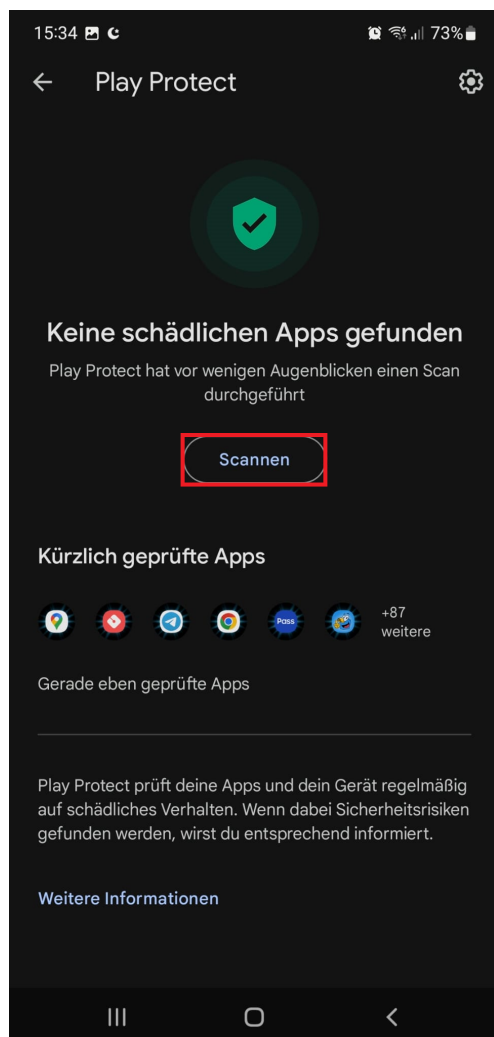 15:34 73%
Play Protect
Keine schädlichen Apps gefunden
Play Protect hat vor wenigen Augenblicken einen Scan
durchgeführt
Scannen
Kürzlich geprüfte Apps
Pass
+87
weitere
Gerade eben geprüfte Apps
Play Protect prüft deine Apps und dein Gerät regelmäßig
auf schädliches Verhalten. Wenn dabei Sicherheitsrisiken
gefunden werden, wirst du entsprechend informiert.
Weitere Informationen